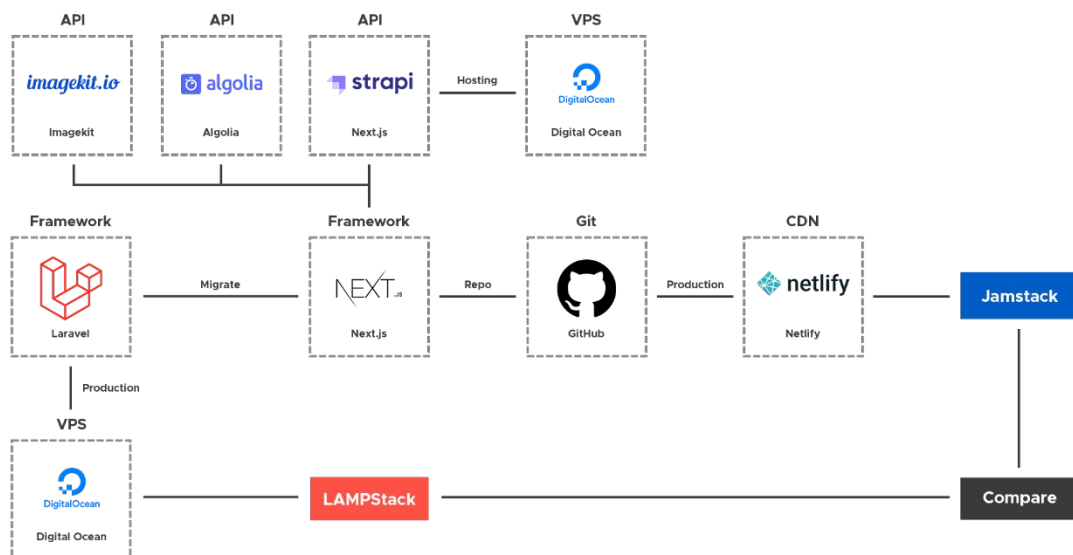 API
API
API
VPS
imagekit.io
algolia
strapi
Hosting
DigitalOcean
Imagekit
Algolia
Next.js
Digital Ocean
Framework
Framework
Git
CDN
Migrate
NEXT.JS
Repo
Production
netlify
Jamstack
Laravel
Next.js
GitHub
Netlify
Production
VPS
DigitalOcean
LAMPStack
Compare
Digital Ocean